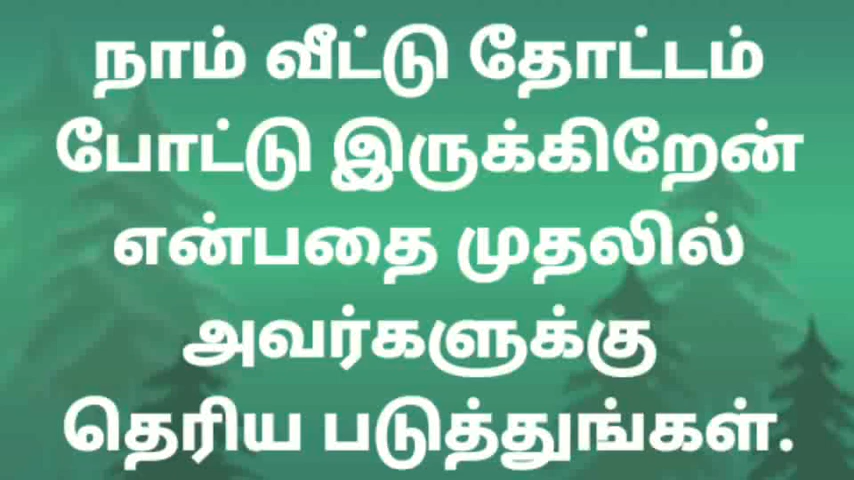 நாம் வீட்டு தோட்டம்
போட்டு இருக்கிறேன்
என்பதை முதலில்
அவர்களுக்கு
தெரிய படுத்துங்கள்.